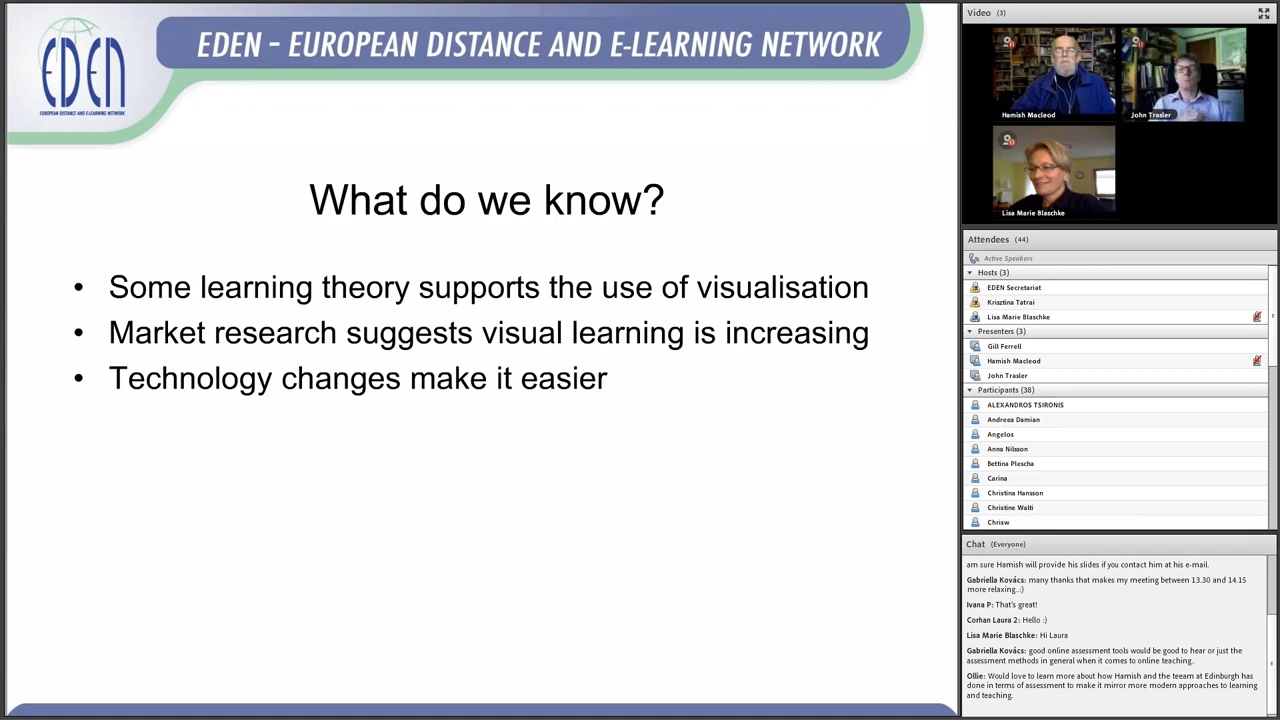 EDEN
EUROPEAN DISTANCE AND E-LEARNING NETWORK
EDEN – EUROPEAN DISTANCE AND E-LEARNING NETWORK
What do we know?
• Some learning theory supports the use of visualisation
• Market research suggests visual learning is increasing
• Technology changes make it easier
Video (3)
Hamish Macleod
John Trasler
Lisa Marie Blaschke
Attendees (44)
Active Speakers
Hosts (3)
EDEN Secretariat
Krisztina Tatrai
Lisa Marie Blaschke
Presenters (3)
Gill Ferrell
Hamish Macleod
John Trasler
Participants (38)
ALEXANDROS TSIRONIS
Andreea Damian
Angelos
Anna Nilsson
Bettina Plescha
Carina
Christina Hansson
Christine Walti
Chrisw
Chat (Everyone)
am sure Hamish will provide his slides if you contact him at his e-mail.
Gabriella Kovács: many thanks that makes my meeting between 13.30 and 14.15
more relaxing..:)
Ivana P: That's great!
Corhan Laura 2: Hello :)
Lisa Marie Blaschke: Hi Laura
Gabriella Kovács: good online assessment tools would be good to hear or just the
assessment methods in general when it comes to online teaching..
Ollie: Would love to learn more about how Hamish and the teeam at Edinburgh has
done in terms of assessment to make it mirror more modern approaches to learning
and teaching.